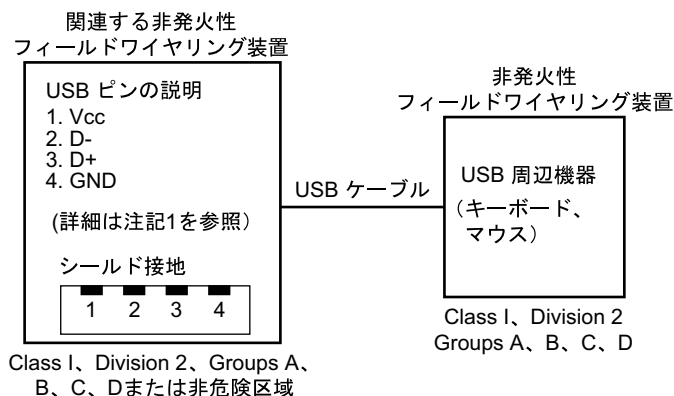 関連する非発火性
フィールドワイヤリング装置
USB ピンの説明
1. Vcc
2. D-
3. D+
4. GND
(詳細は注記1を参照）
シールド接地
1 2 3 4
Class I、Division 2、Groups A、
B、C、Dまたは非危険区域
USB ケーブル
非発火性
フィールドワイヤリング装置
USB 周辺機器
（キーボード、
マウス）
Class I、Division 2
Groups A、B、C、D